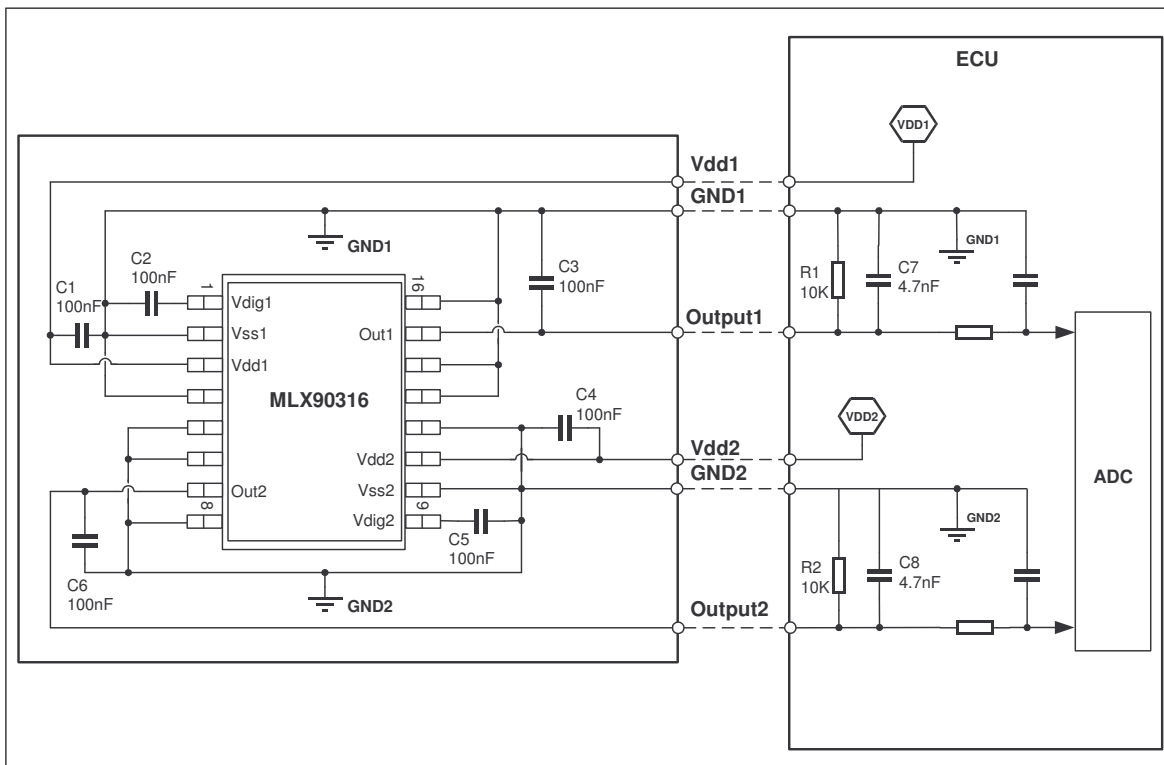 ECU
VDD1
Vdd1
GND1
GND1
C2
100nF
C1
100nF
1
16
C3
100nF
R1
10K
C7
4.7nF
GND1
Vdig1
Vss1
Out1
Output1
Vdd1
MLX90316
C4
100nF
VDD2
Vdd2
Vdd2
GND2
ADC
Out2
Vss2
8
9
Vdig2
C5
100nF
GND2
C6
100nF
GND2
R2
10K
C8
4.7nF
Output2